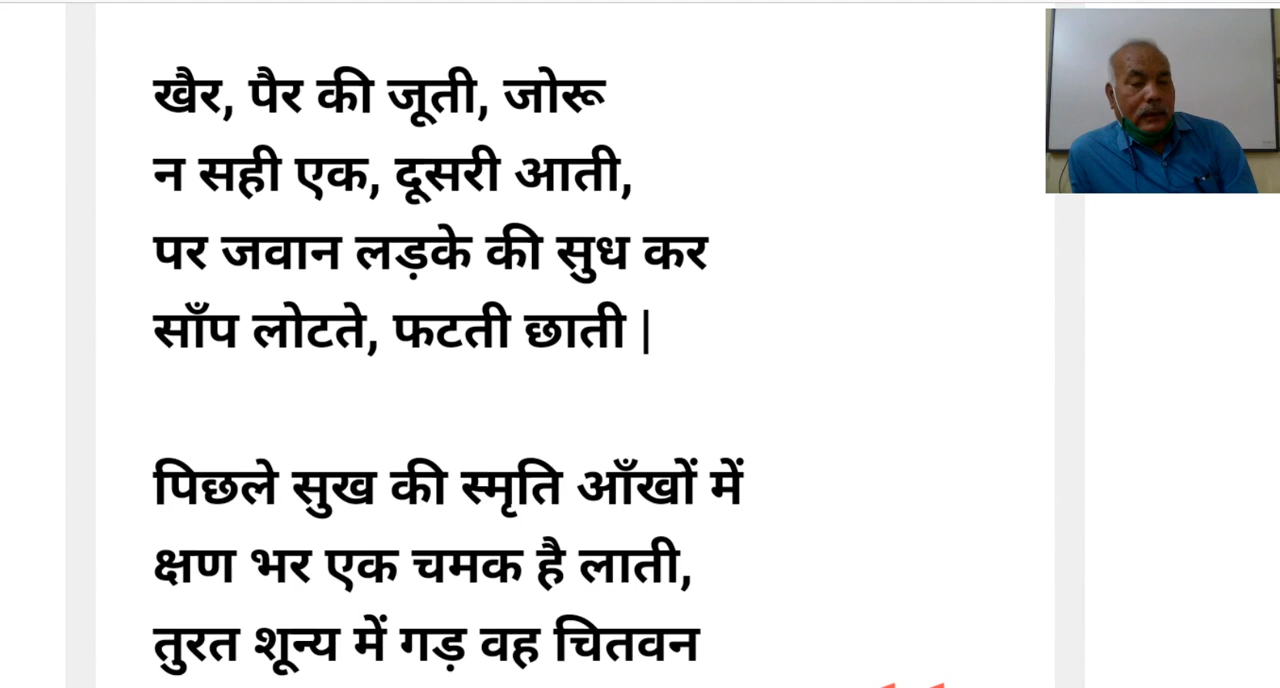 खैर, पैर की जूती, जोरू
न सही एक, दूसरी आती,
पर जवान लड़के की सुध कर
साँप लोटते, फटती छाती |
पिछले सुख की स्मृति आँखों में
क्षण भर एक चमक है लाती,
तुरत शून्य में गड़ वह चितवन